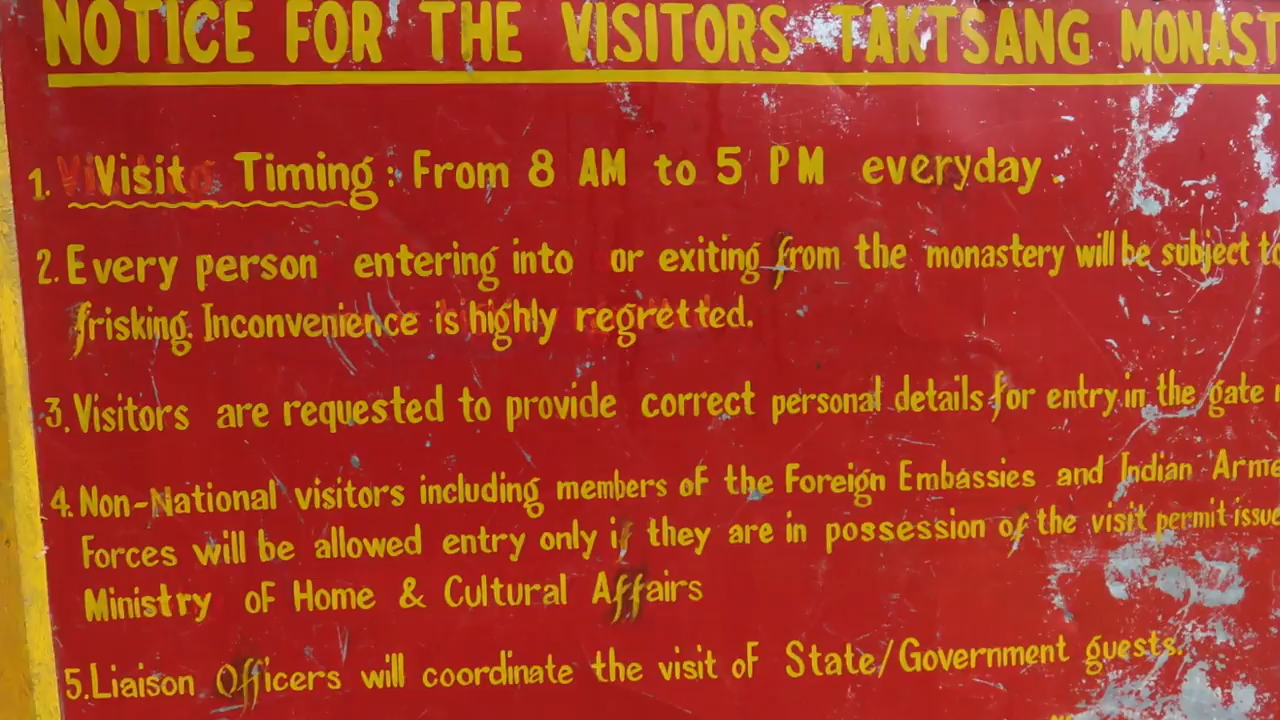 NOTICE FOR THE VISITORS - TAKTSANG MONAST
1. Visit Timing : From 8 AM to 5 PM everyday.
2. Every person entering into or exiting from the monastery will be subject to
frisking. Inconvenience is highly regretted.
3. Visitors are requested to provide correct personal details for entry in the gate
4. Non-National visitors including members of the Foreign Embassies and Indian Arme
Forces will be allowed entry only if they are in possession of the visit permit issue
Ministry of Home & Cultural Affairs
5. Liaison Officers will coordinate the visit of State/Government guests.